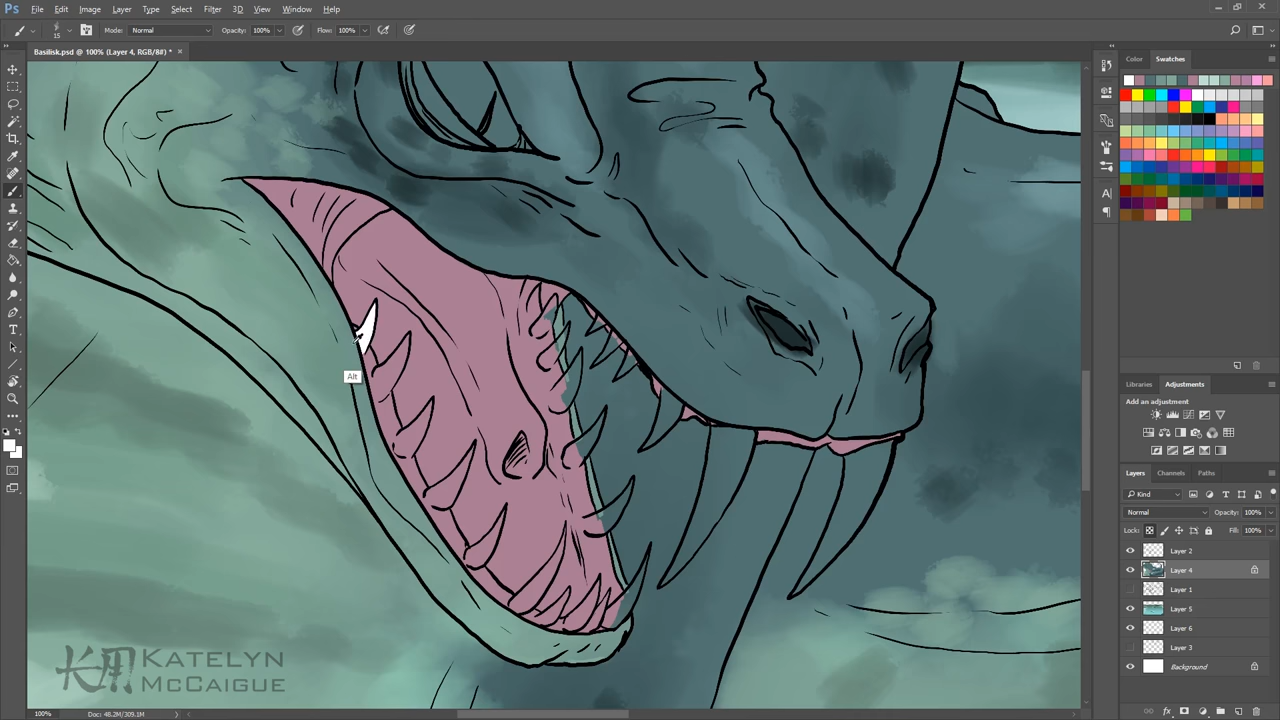 Ps File Edit Image Layer Type Select Filter 3D View Window Help
15 Mode: Normal Opacity: 100% Flow: 100%
Basilisk.psd @ 100% (Layer 4, RGB/8#) * ×
Color Swatches
Alt
Libraries Adjustments
Add an adjustment
Layers Channels Paths
Kind
Normal Opacity: 100%
Lock: Fill: 100%
Layer 2
Layer 4
Layer 1
Layer 5
Layer 6
Layer 3
Background
KATELYN
MCCAIGUE
100% Doc: 48.2M/309.1M